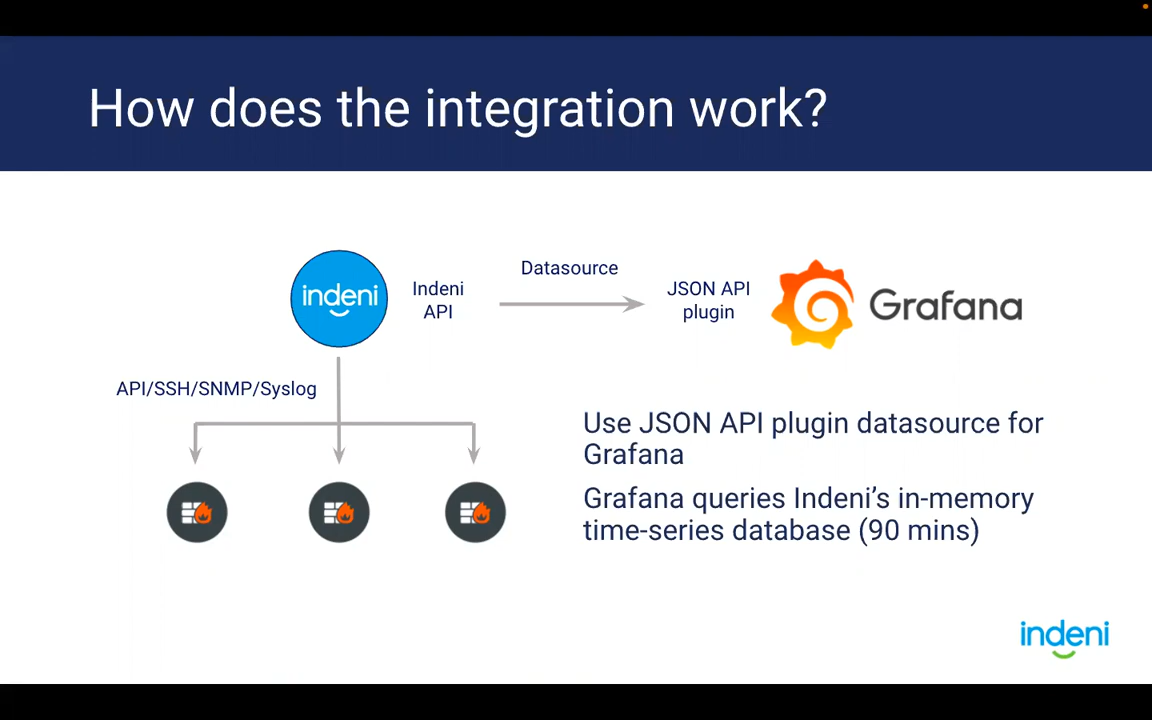 How does the integration work?
indeni
Indeni
API
Datasource
JSON API
plugin
Grafana
API/SSH/SNMP/Syslog
Use JSON API plugin datasource for
Grafana
Grafana queries Indeni’s in-memory
time-series database (90 mins)
indeni